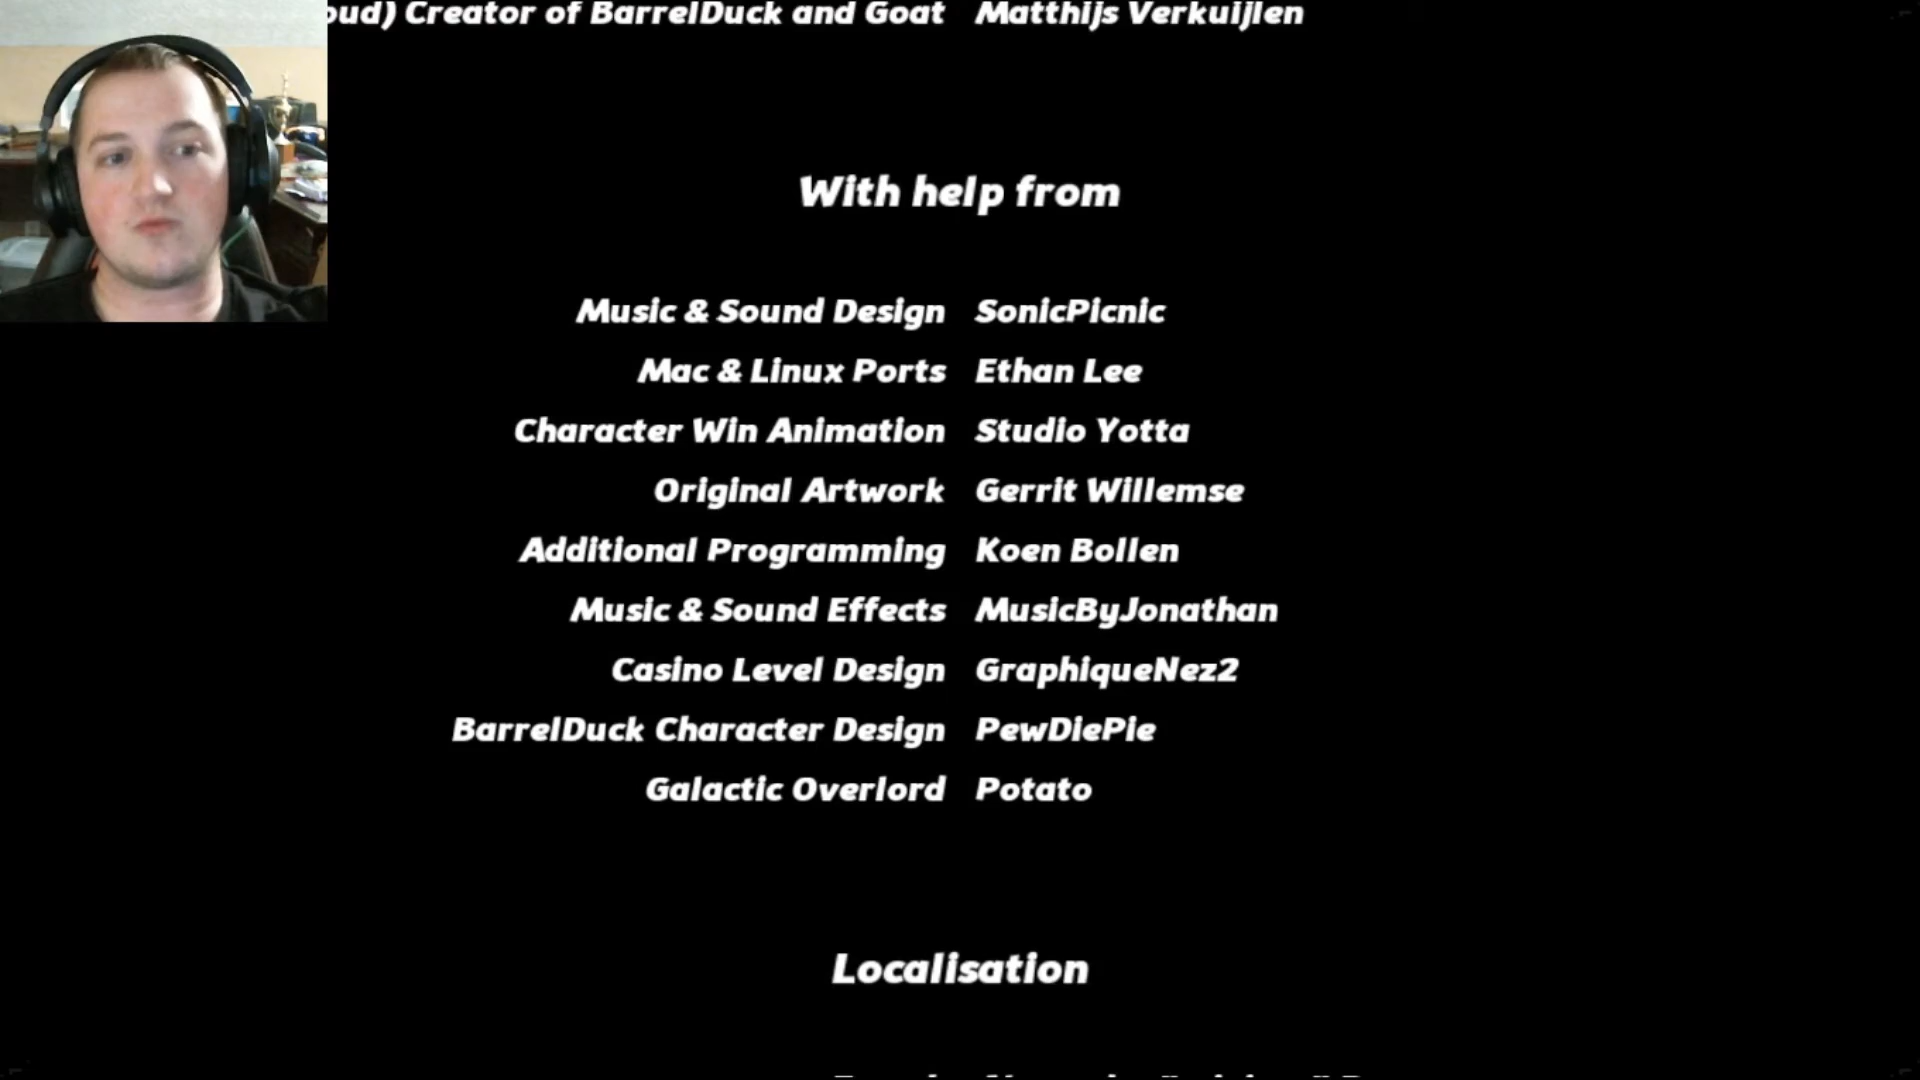 oud) Creator of BarrelDuck and Goat Matthijs Verkuijlen
With help from
Music & Sound Design SonicPicnic
Mac & Linux Ports Ethan Lee
Character Win Animation Studio Yotta
Original Artwork Gerrit Willemse
Additional Programming Koen Bollen
Music & Sound Effects MusicByJonathan
Casino Level Design GraphiqueNez2
BarrelDuck Character Design PewDiePie
Galactic Overlord Potato
Localisation